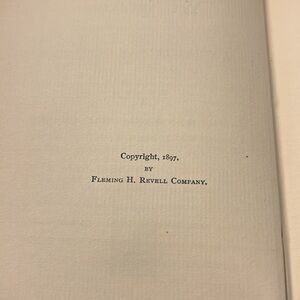 Copyright, 1897,
BY
Fleming H. Revell Company.